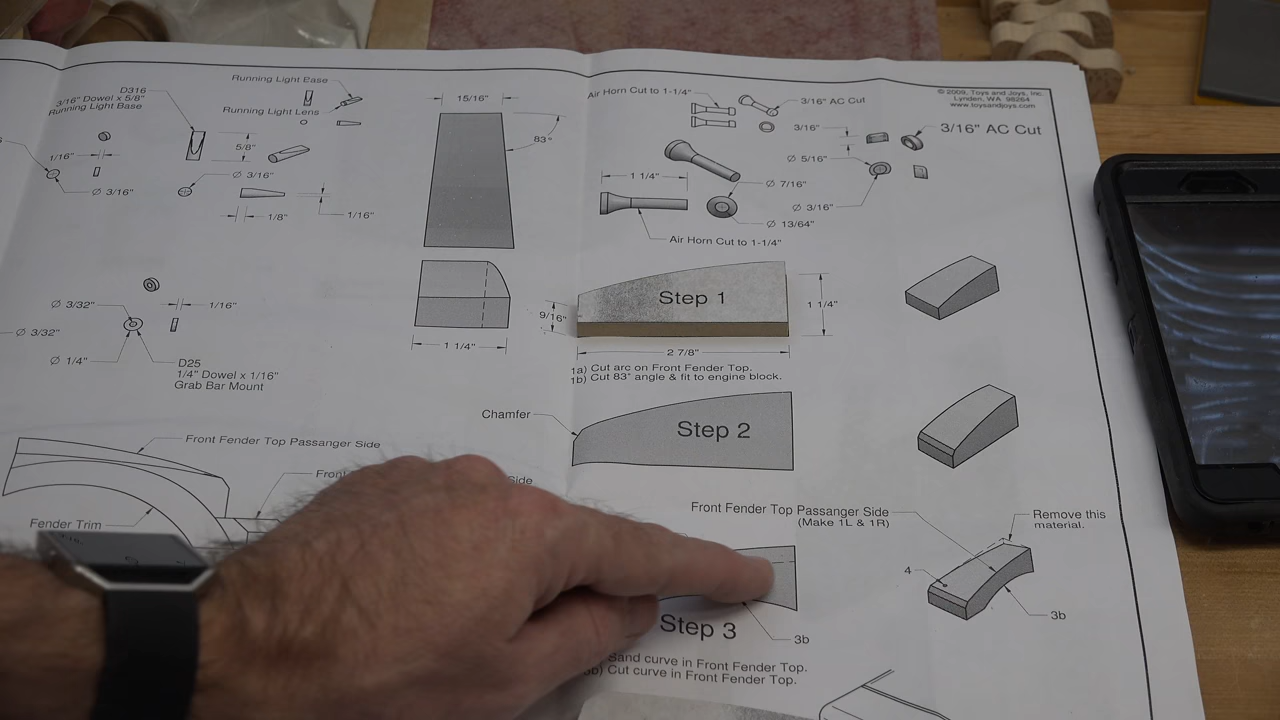 Running Light Base
D316
3/16" Dowel x 5/8"
Running Light Base
Running Light Lens
1/16"
Ø 3/16"
5/8"
Ø 3/16"
1/8"
1/16"
15/16"
83°
Air Horn Cut to 1-1/4"
3/16" AC Cut
© 2009, Toys and Joys, Inc.
Lynden, WA 98264
www.toysandjoys.com
3/16"
3/16" AC Cut
Ø 5/16"
1 1/4"
Ø 7/16"
Ø 3/16"
Ø 13/64"
Air Horn Cut to 1-1/4"
Ø 3/32"
1/16"
Ø 3/32"
Ø 1/4"
D25
1/4" Dowel x 1/16"
Grab Bar Mount
1 1/4"
Step 1
9/16"
1 1/4"
2 7/8"
1a) Cut arc on Front Fender Top.
1b) Cut 83° angle & fit to engine block.
Chamfer
Step 2
Front Fender Top Passanger Side
Side
Fender Trim
Front Fender Top Passanger Side
(Make 1L & 1R)
Remove this
material.
4
3b
Step 3
3b
Sand curve in Front Fender Top.
3b) Cut curve in Front Fender Top.